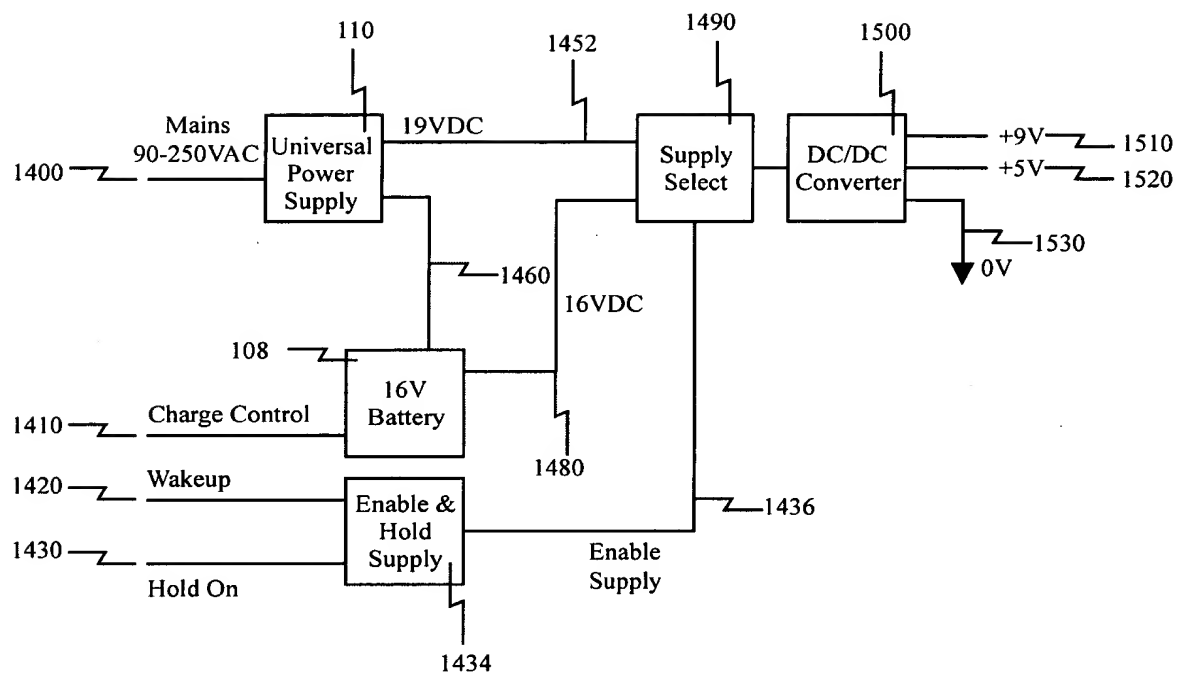 110
1452
1490
1500
Mains
90-250VAC
1400
Universal
Power
Supply
19VDC
Supply
Select
DC/DC
Converter
+9V
1510
+5V
1520
1530
0V
1460
16VDC
108
16V
Battery
1410
Charge Control
1480
1420
Wakeup
1430
Hold On
Enable &
Hold
Supply
1436
Enable
Supply
1434